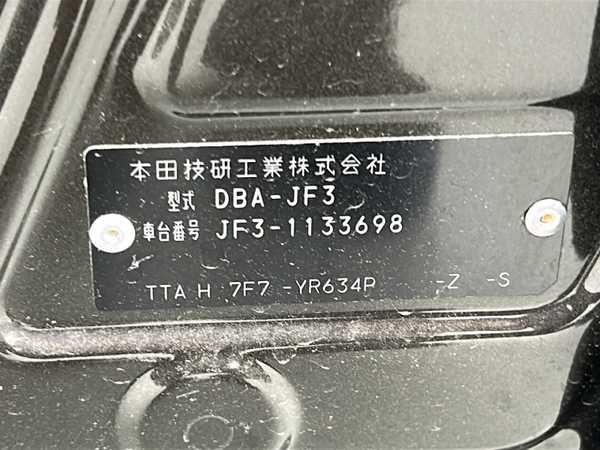 本田技研工業株式会社
型式 DBA-JF3
車台番号 JF3-1133698
TTA H 7F7 -YR634P -Z -S